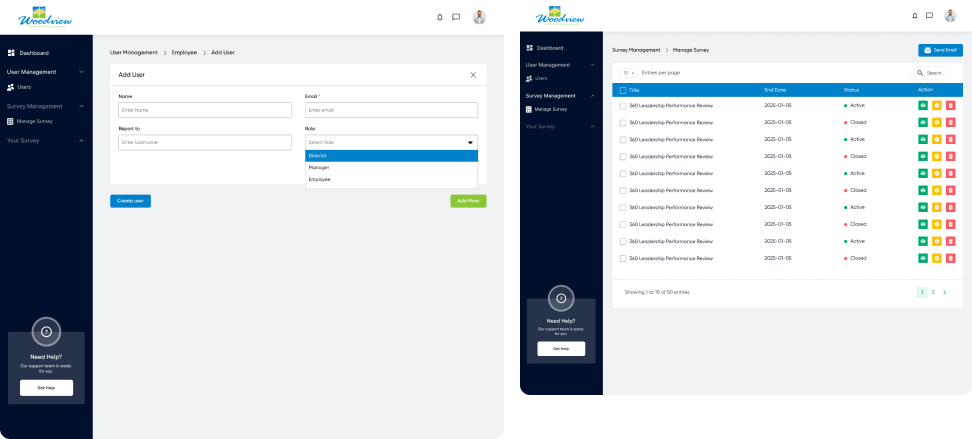 Woodview
Dashboard
User Management
Users
Survey Management
Manage Survey
Your Survey
Need Help?
Our support team is ready
for you
Get Help
User Management > Employee > Add User
Add User
Name
Enter Name
Email *
Enter email
Report to
Enter Username
Role
Select Role
Director
Manager
Employee
Create user
Add More
Woodview
Dashboard
User Management
Users
Survey Management
Manage Survey
Your Survey
Need Help?
Our support team is ready
for you
Get Help
Survey Management > Manage Survey
Send Email
10 Entries per page
Search
Title End Date Status Action
360 Leadership Performance Review 2025-01-05 Active
360 Leadership Performance Review 2025-01-05 Closed
360 Leadership Performance Review 2025-01-05 Active
360 Leadership Performance Review 2025-01-05 Closed
360 Leadership Performance Review 2025-01-05 Active
360 Leadership Performance Review 2025-01-05 Closed
360 Leadership Performance Review 2025-01-05 Active
360 Leadership Performance Review 2025-01-05 Closed
360 Leadership Performance Review 2025-01-05 Active
360 Leadership Performance Review 2025-01-05 Closed
Showing 1 to 10 of 50 entries
1 2 >